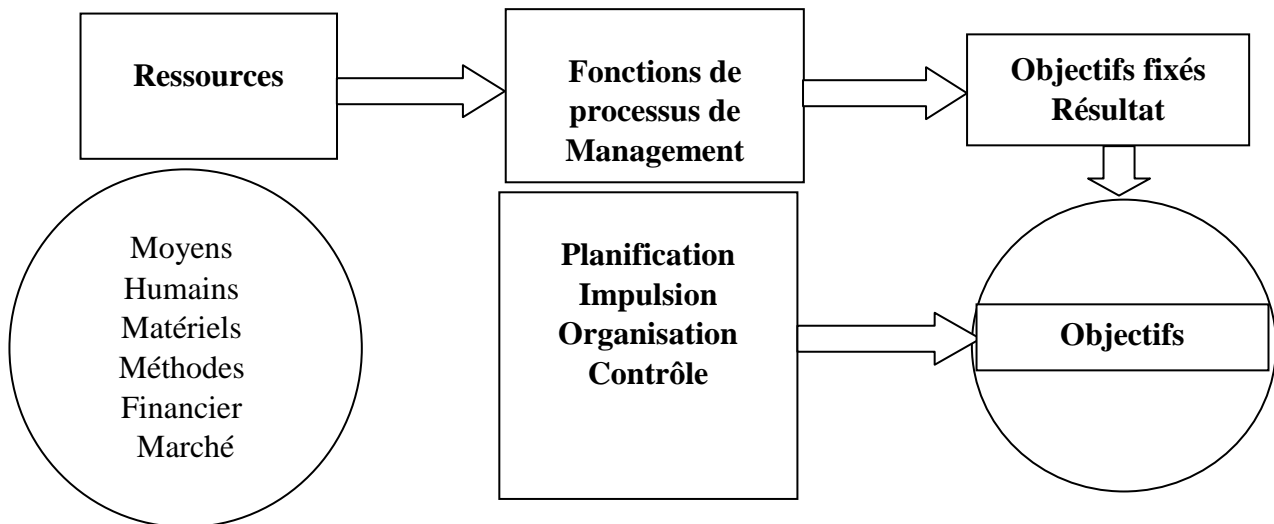 Ressources
Fonctions de
processus de
Management
Objectifs fixés
Résultat
Moyens
Humains
Matériels
Méthodes
Financier
Marché
Planification
Impulsion
Organisation
Contrôle
Objectifs